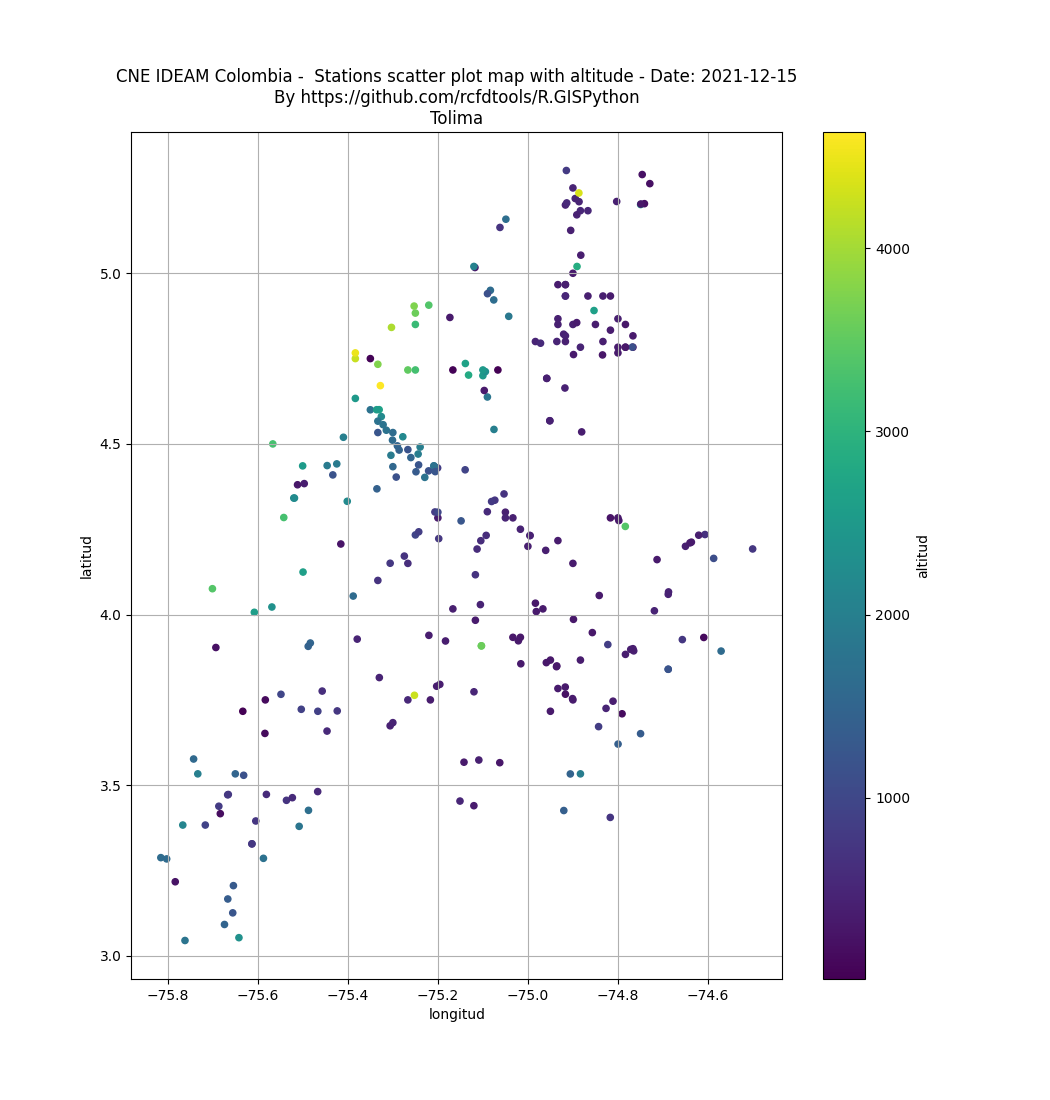 CNE IDEAM Colombia -  Stations scatter plot map with altitude - Date: 2021-12-15
By https://github.com/rcfdtools/R.GISPython
Tolima
5.0
4.5
4.0
3.5
3.0
latitud
−75.8 −75.6 −75.4 −75.2 −75.0 −74.8 −74.6
longitud
4000
3000
2000
1000
altitud